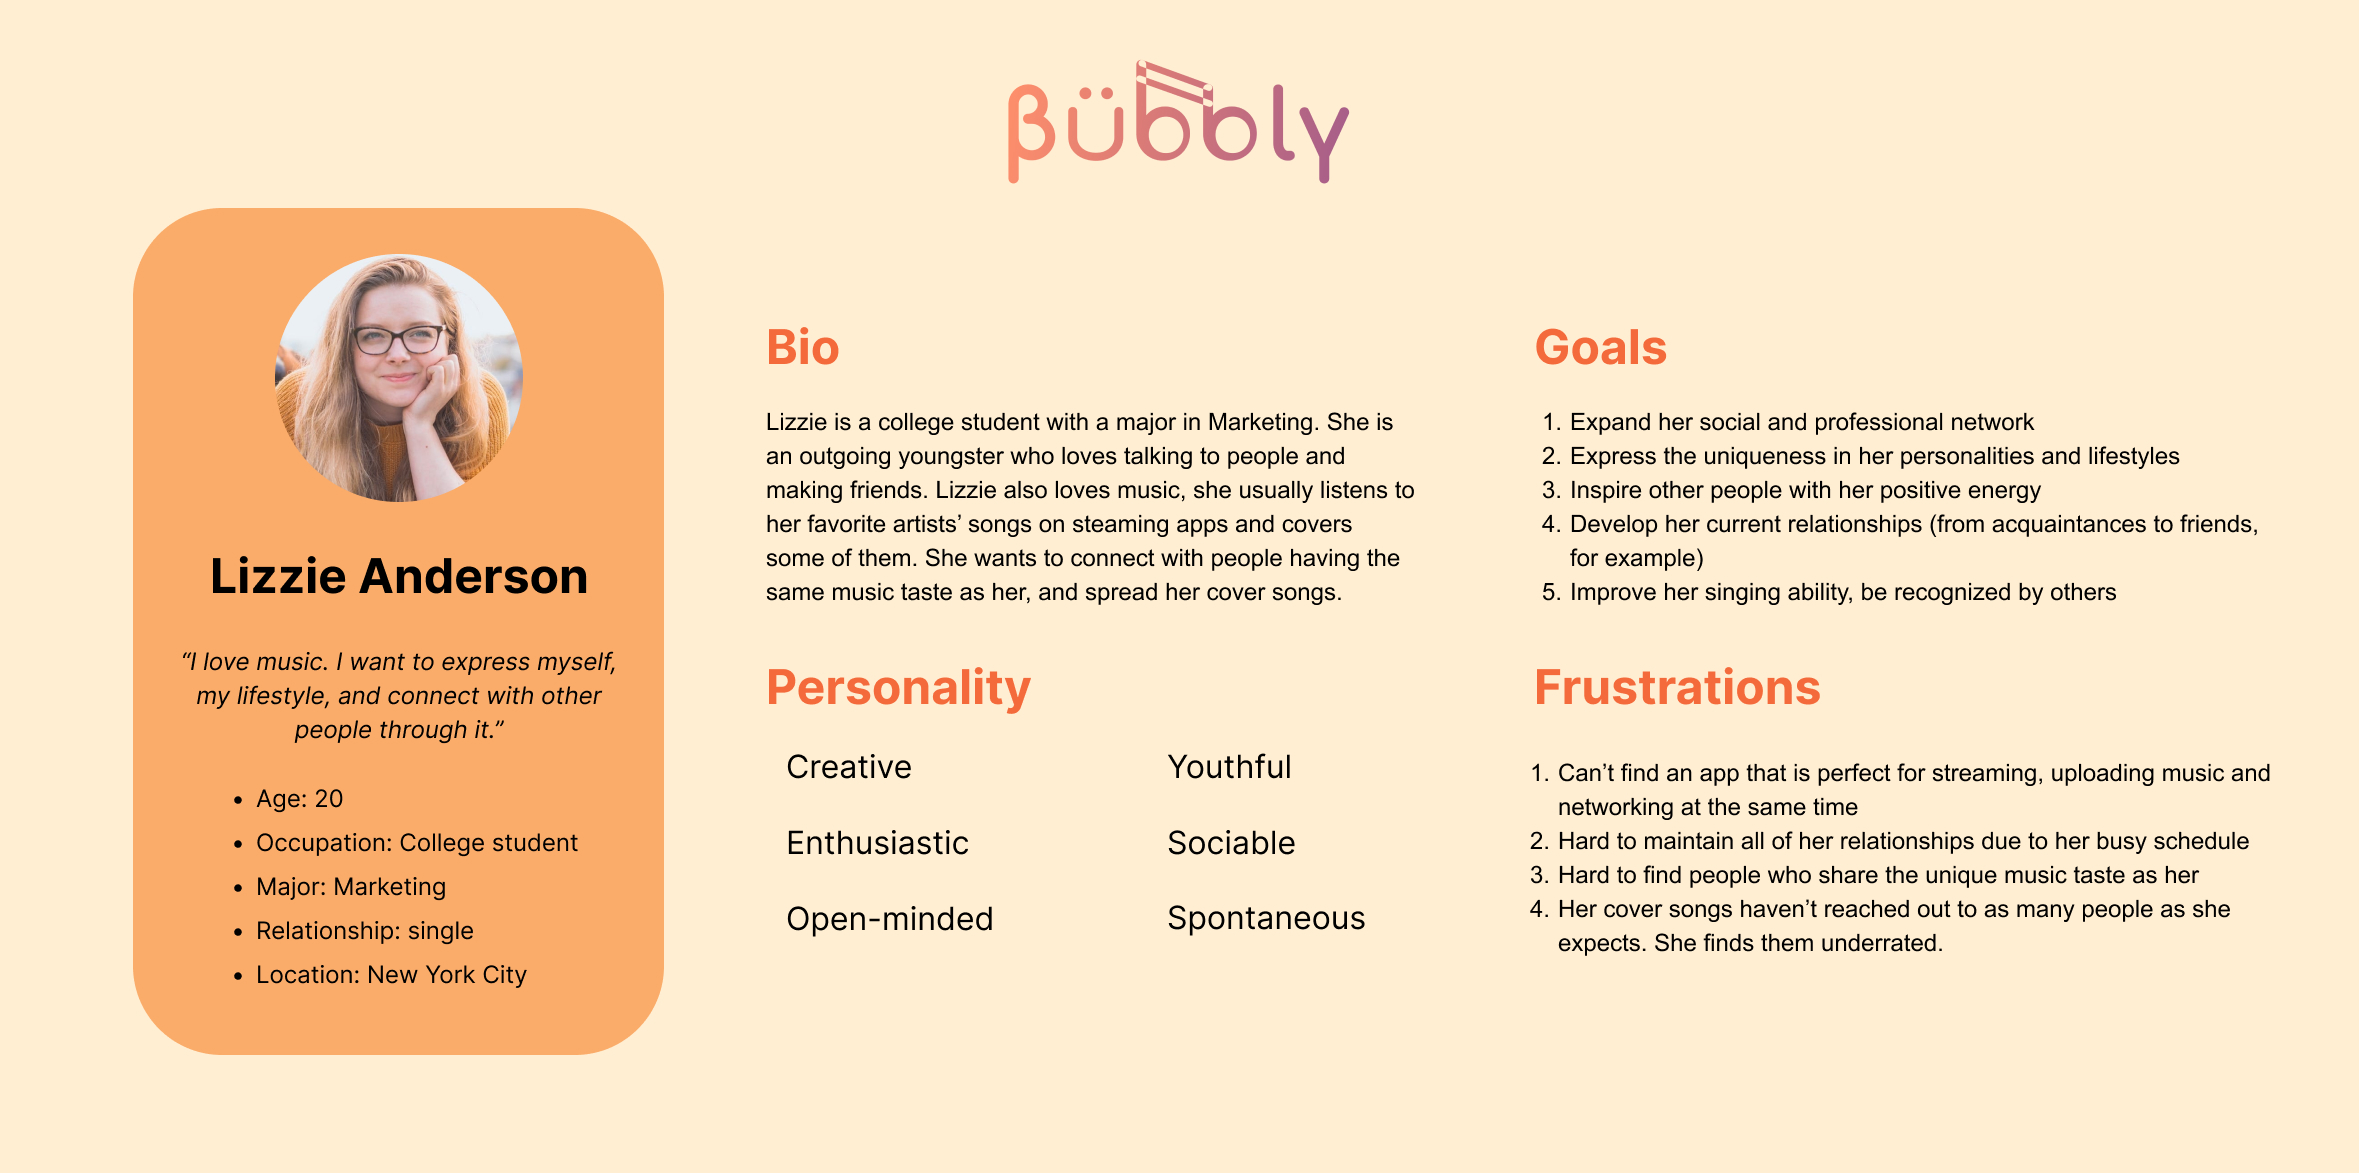 βübbly
Lizzie Anderson
“I love music. I want to express myself,
my lifestyle, and connect with other
people through it.”
• Age: 20
• Occupation: College student
• Major: Marketing
• Relationship: single
• Location: New York City
Bio
Lizzie is a college student with a major in Marketing. She is
an outgoing youngster who loves talking to people and
making friends. Lizzie also loves music, she usually listens to
her favorite artists’ songs on steaming apps and covers
some of them. She wants to connect with people having the
same music taste as her, and spread her cover songs.
Personality
Creative
Youthful
Enthusiastic
Sociable
Open-minded
Spontaneous
Goals
1. Expand her social and professional network
2. Express the uniqueness in her personalities and lifestyles
3. Inspire other people with her positive energy
4. Develop her current relationships (from acquaintances to friends,
for example)
5. Improve her singing ability, be recognized by others
Frustrations
1. Can’t find an app that is perfect for streaming, uploading music and
networking at the same time
2. Hard to maintain all of her relationships due to her busy schedule
3. Hard to find people who share the unique music taste as her
4. Her cover songs haven’t reached out to as many people as she
expects. She finds them underrated.